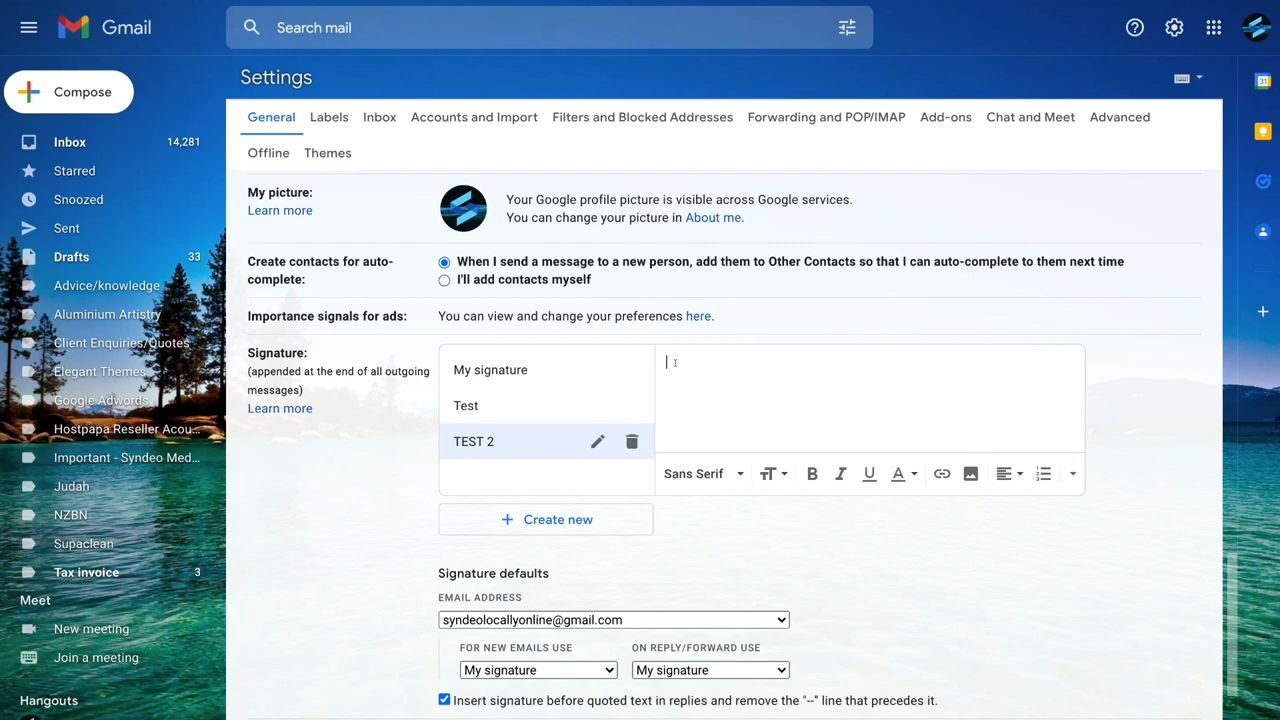 Gmail
Search mail
Compose
Inbox 14,281
Starred
Snoozed
Sent
Drafts 33
Advice/knowledge
Aluminium Artistry
Client Enquiries/Quotes
Elegant Themes
Google Adwords
Hostpapa Reseller Acou...
Important - Syndeo Med...
Judah
NZBN
Supaclean
Tax invoice 3
Meet
New meeting
Join a meeting
Hangouts
Settings
General Labels Inbox Accounts and Import Filters and Blocked Addresses Forwarding and POP/IMAP Add-ons Chat and Meet Advanced
Offline Themes
My picture:
Learn more
Your Google profile picture is visible across Google services.
You can change your picture in About me.
Create contacts for auto-
complete:
When I send a message to a new person, add them to Other Contacts so that I can auto-complete to them next time
I'll add contacts myself
Importance signals for ads:
You can view and change your preferences here.
Signature:
(appended at the end of all outgoing
messages)
Learn more
My signature
Test
TEST 2
Sans Serif
B I U A
+ Create new
Signature defaults
EMAIL ADDRESS
syndeolocallyonline@gmail.com
FOR NEW EMAILS USE ON REPLY/FORWARD USE
My signature My signature
Insert signature before quoted text in replies and remove the "--" line that precedes it.
31